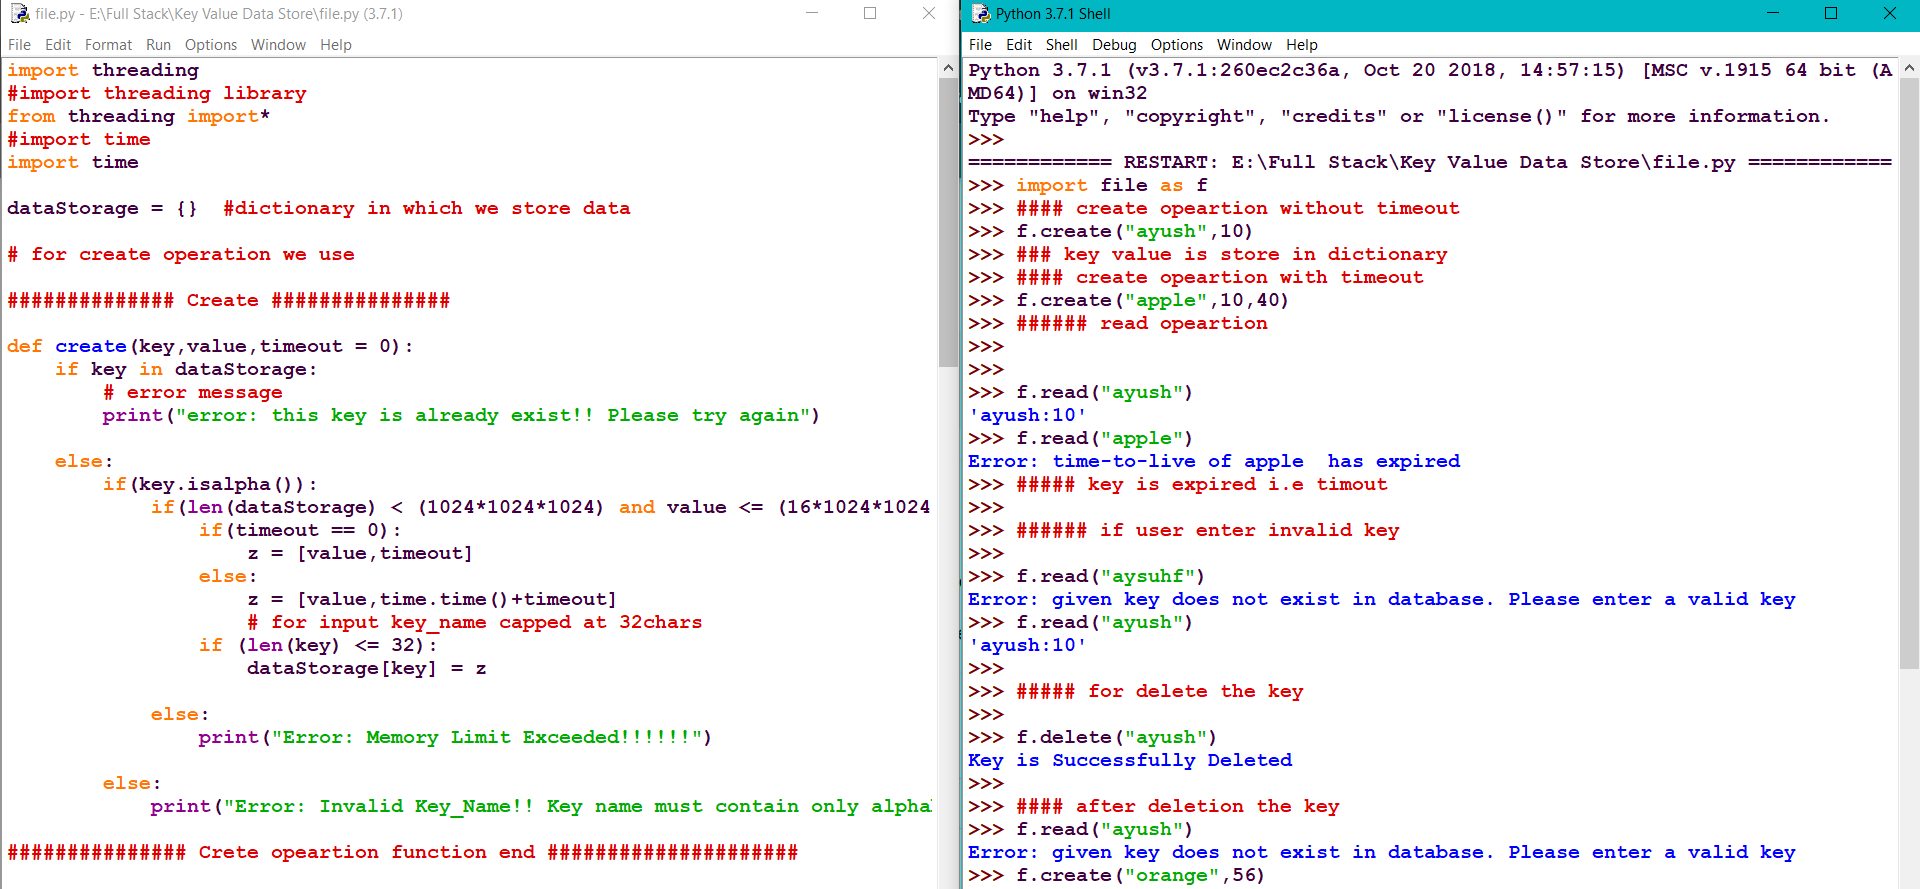 file.py - E:\Full Stack\Key Value Data Store\file.py (3.7.1)
File Edit Format Run Options Window Help
import threading
#import threading library
from threading import*
#import time
import time
dataStorage = {}  #dictionary in which we store data
# for create operation we use
############## Create ###############
def create(key,value,timeout = 0):
    if key in dataStorage:
        # error message
        print("error: this key is already exist!! Please try again")
    else:
        if(key.isalpha()):
            if(len(dataStorage) < (1024*1024*1024) and value <= (16*1024*1024
                if(timeout == 0):
                    z = [value,timeout]
                else:
                    z = [value,time.time()+timeout]
                    # for input key_name capped at 32chars
                if (len(key) <= 32):
                    dataStorage[key] = z
            else:
                print("Error: Memory Limit Exceeded!!!!!!")
        else:
            print("Error: Invalid Key_Name!! Key name must contain only alpha
############### Crete opeartion function end #####################
Python 3.7.1 Shell
File Edit Shell Debug Options Window Help
Python 3.7.1 (v3.7.1:260ec2c36a, Oct 20 2018, 14:57:15) [MSC v.1915 64 bit (A
MD64)] on win32
Type "help", "copyright", "credits" or "license()" for more information.
>>>
============ RESTART: E:\Full Stack\Key Value Data Store\file.py ============
>>> import file as f
>>> #### create opeartion without timeout
>>> f.create("ayush",10)
>>> ### key value is store in dictionary
>>> #### create opeartion with timeout
>>> f.create("apple",10,40)
>>> ###### read opeartion
>>>
>>>
>>> f.read("ayush")
'ayush:10'
>>> f.read("apple")
Error: time-to-live of apple  has expired
>>> ##### key is expired i.e timout
>>>
>>> ###### if user enter invalid key
>>>
>>> f.read("aysuhf")
Error: given key does not exist in database. Please enter a valid key
>>> f.read("ayush")
'ayush:10'
>>>
>>> ##### for delete the key
>>>
>>> f.delete("ayush")
Key is Successfully Deleted
>>>
>>> #### after deletion the key
>>> f.read("ayush")
Error: given key does not exist in database. Please enter a valid key
>>> f.create("orange",56)